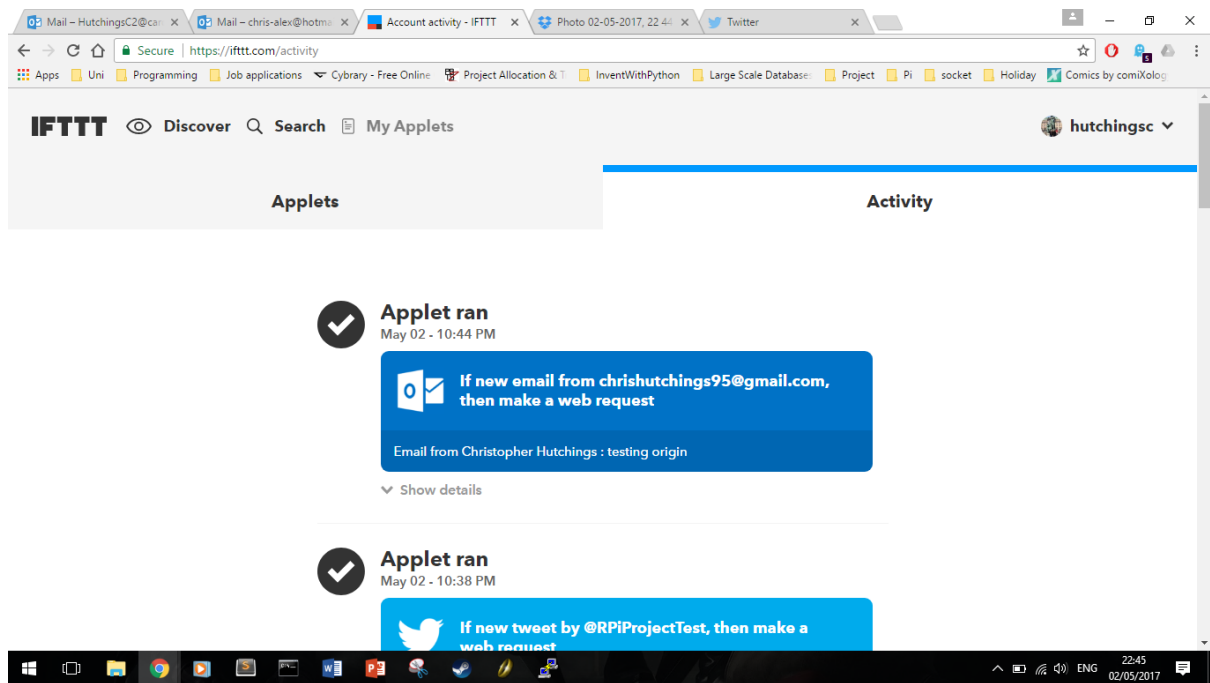 Mail – HutchingsC2@car
Mail – chris-alex@hotma
Account activity - IFTTT
Photo 02-05-2017, 22 44
Twitter
Secure | https://ifttt.com/activity
5
Apps Uni Programming Job applications Cybrary - Free Online Project Allocation & T InventWithPython Large Scale Database Project Pi socket Holiday Comics by comiXolog
IFTTT Discover Search My Applets hutchingsc
Applets Activity
Applet ran
May 02 - 10:44 PM
If new email from chrishutchings95@gmail.com,
then make a web request
Email from Christopher Hutchings : testing origin
Show details
Applet ran
May 02 - 10:38 PM
If new tweet by @RPiProjectTest, then make a
web request
ENG
22:45
02/05/2017